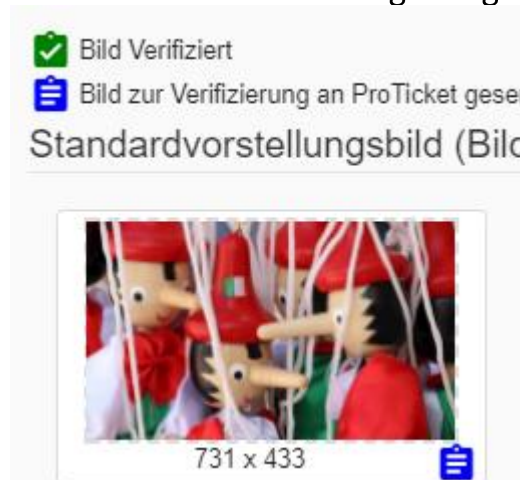 Bild Verifiziert
Bild zur Verifizierung an ProTicket
Standardvorstellungsbild
731 x 433